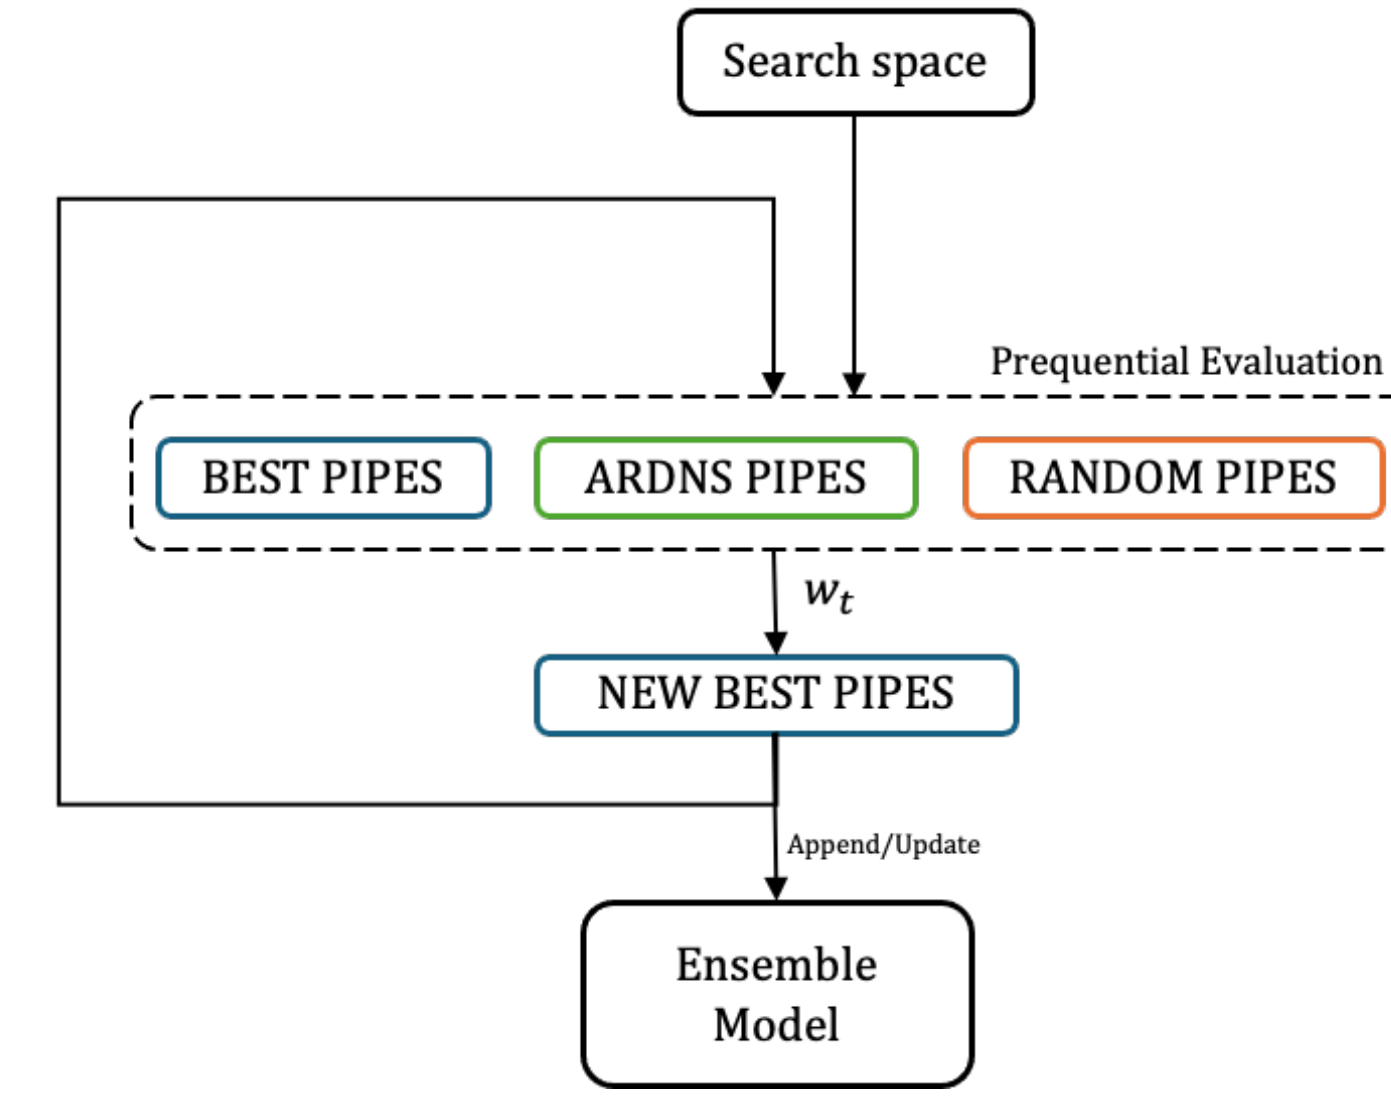 Search space
Prequential Evaluation
BEST PIPES
ARDNS PIPES
RANDOM PIPES
w_t
NEW BEST PIPES
Append/Update
Ensemble
Model